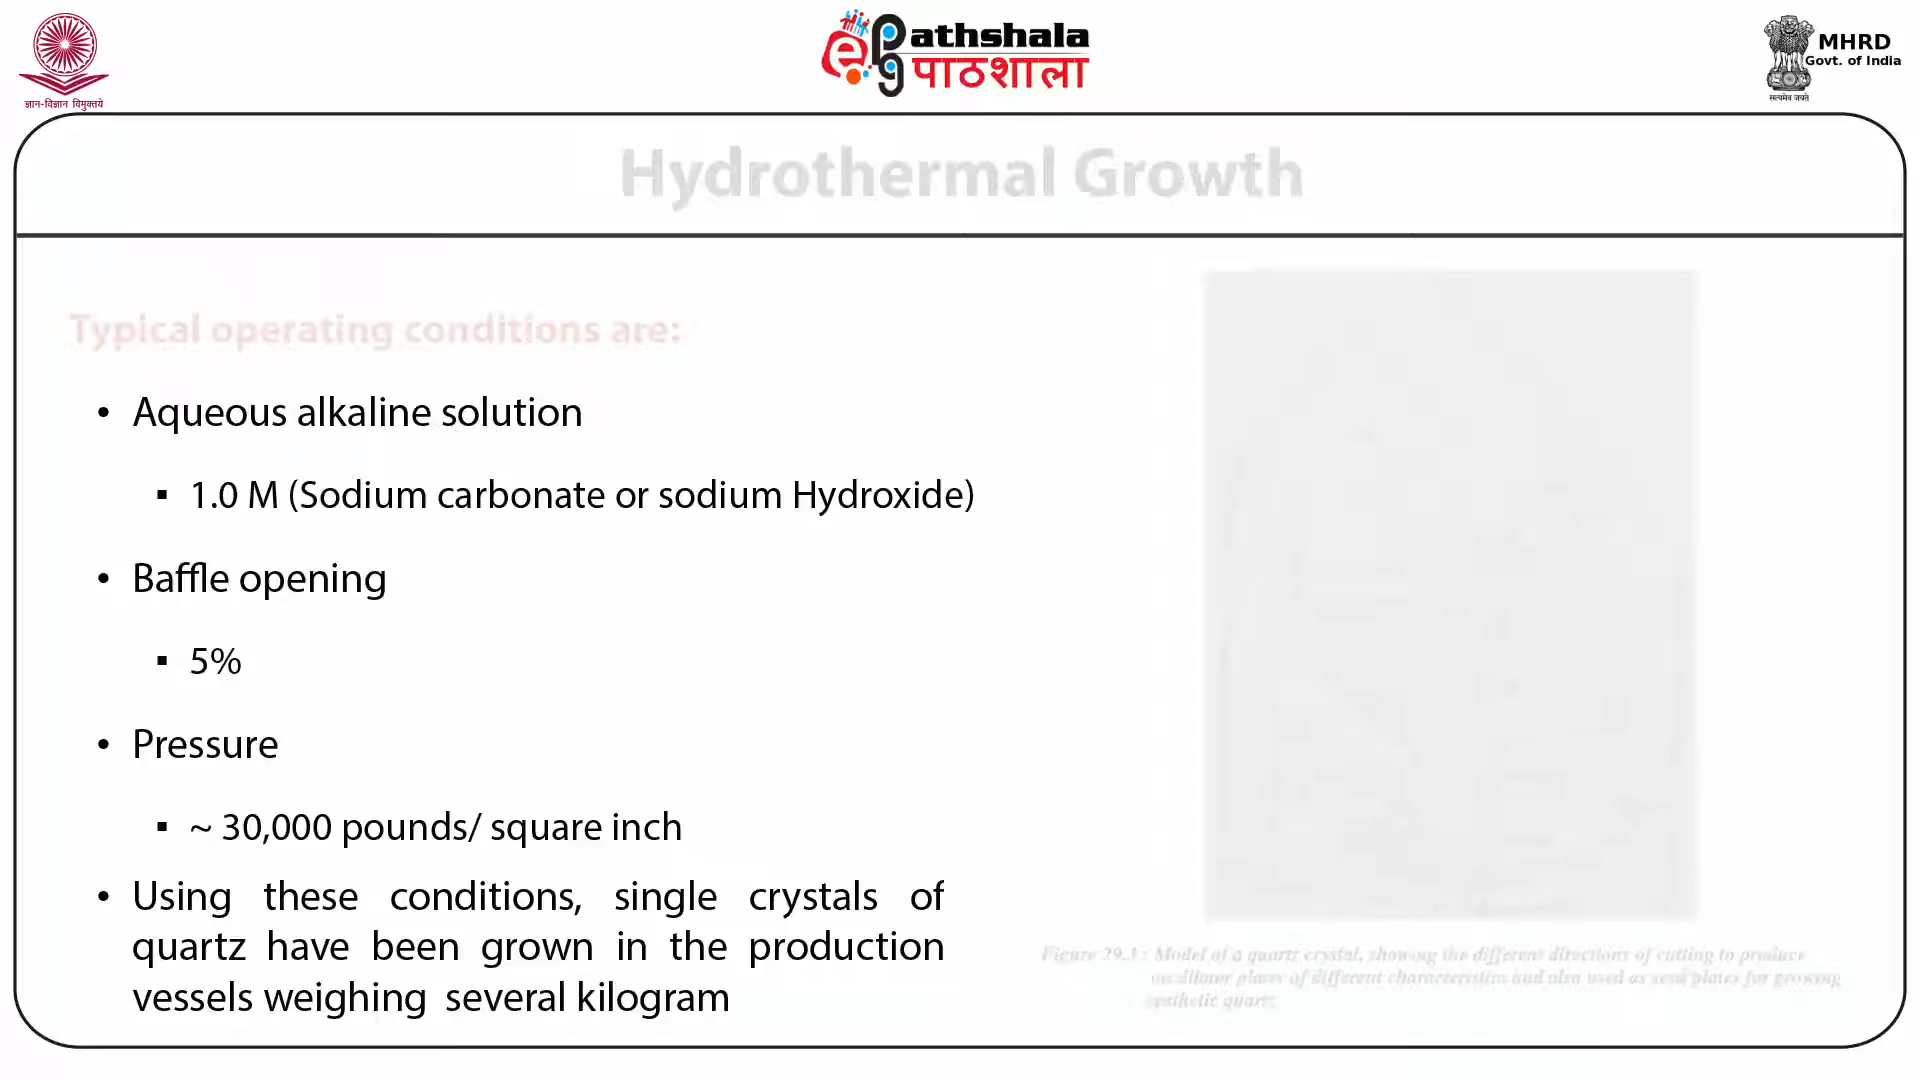 ज्ञान-विज्ञान विमुक्तये
ePathshala
पाठशाला
MHRD
Govt. of India
सत्यमेव जयते
Hydrothermal Growth
Typical operating conditions are:
• Aqueous alkaline solution
▪ 1.0 M (Sodium carbonate or sodium Hydroxide)
• Baffle opening
▪ 5%
• Pressure
▪ ~ 30,000 pounds/ square inch
• Using these conditions, single crystals of
quartz have been grown in the production
vessels weighing several kilogram
Figure 29.3 : Model of a quartz crystal, showing the different directions of cutting to produce
oscillator plates of different characteristics and also used as seed plates for growing
synthetic quartz